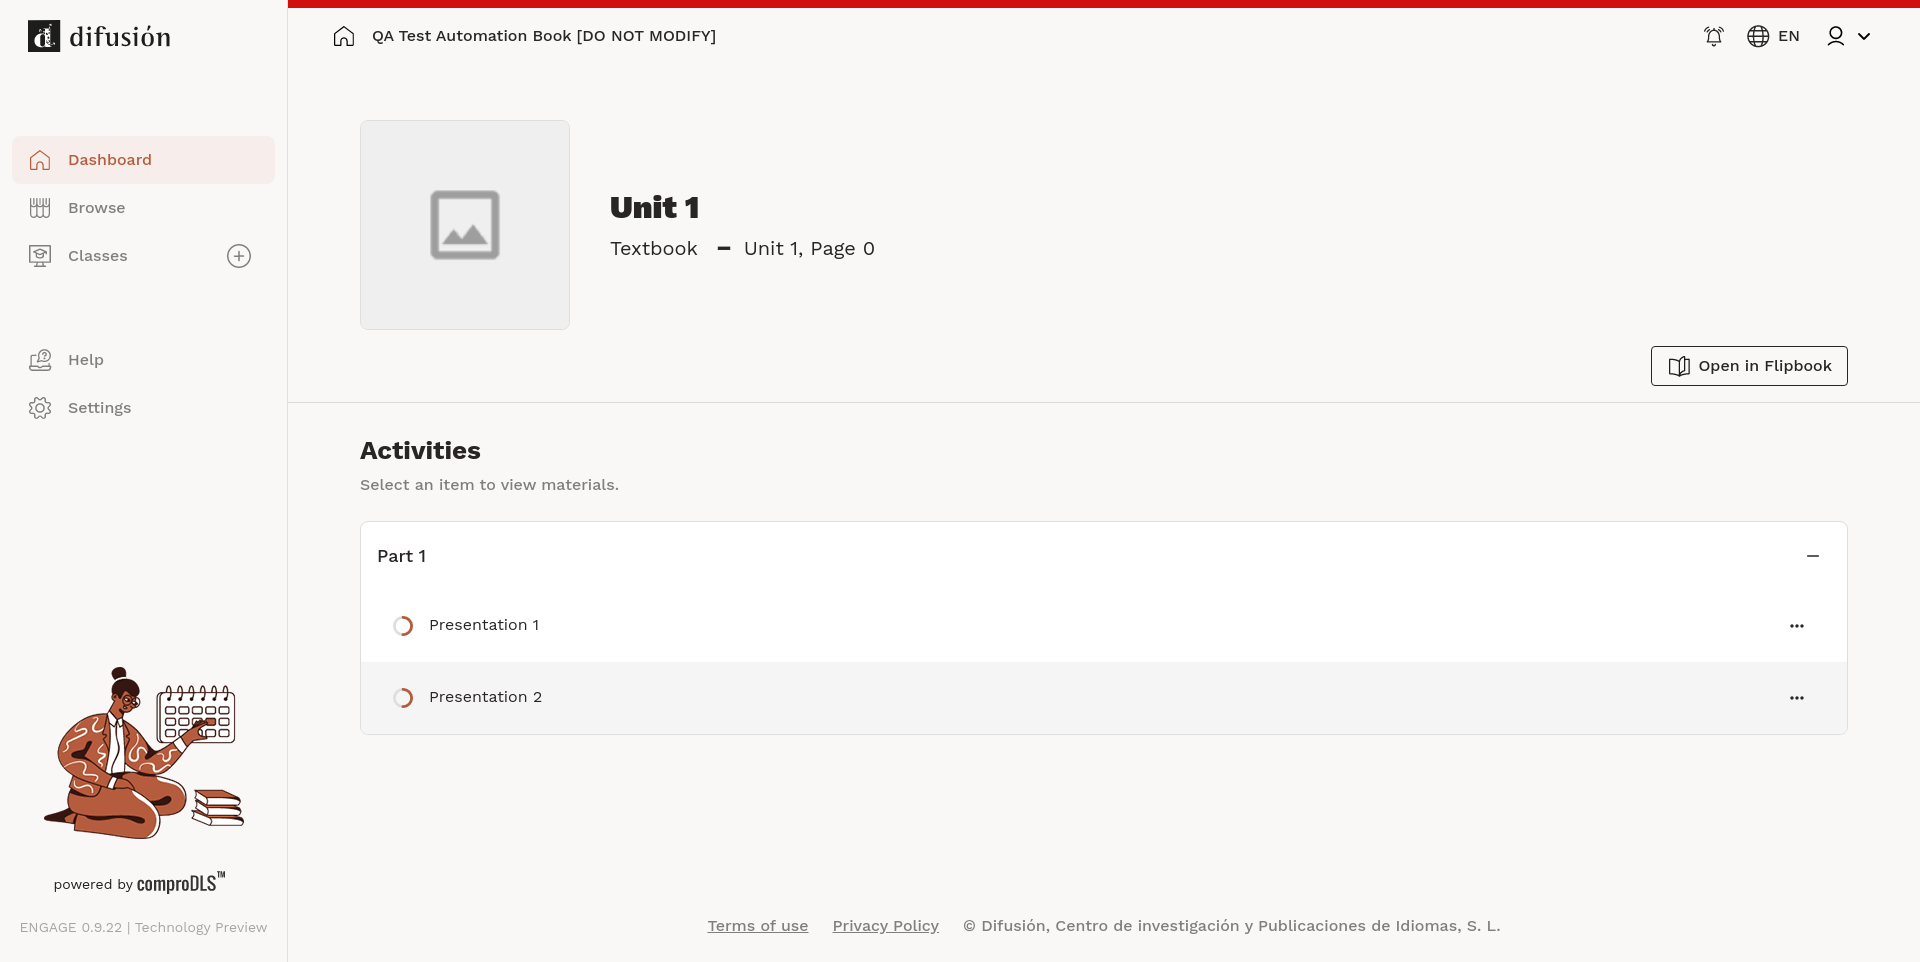 difusión
QA Test Automation Book [DO NOT MODIFY]
EN
Dashboard
Browse
Classes
Help
Settings
Unit 1
Textbook – Unit 1, Page 0
Open in Flipbook
Activities
Select an item to view materials.
Part 1
Presentation 1
Presentation 2
powered by comproDLS™
ENGAGE 0.9.22 | Technology Preview
Terms of use Privacy Policy © Difusión, Centro de investigación y Publicaciones de Idiomas, S. L.